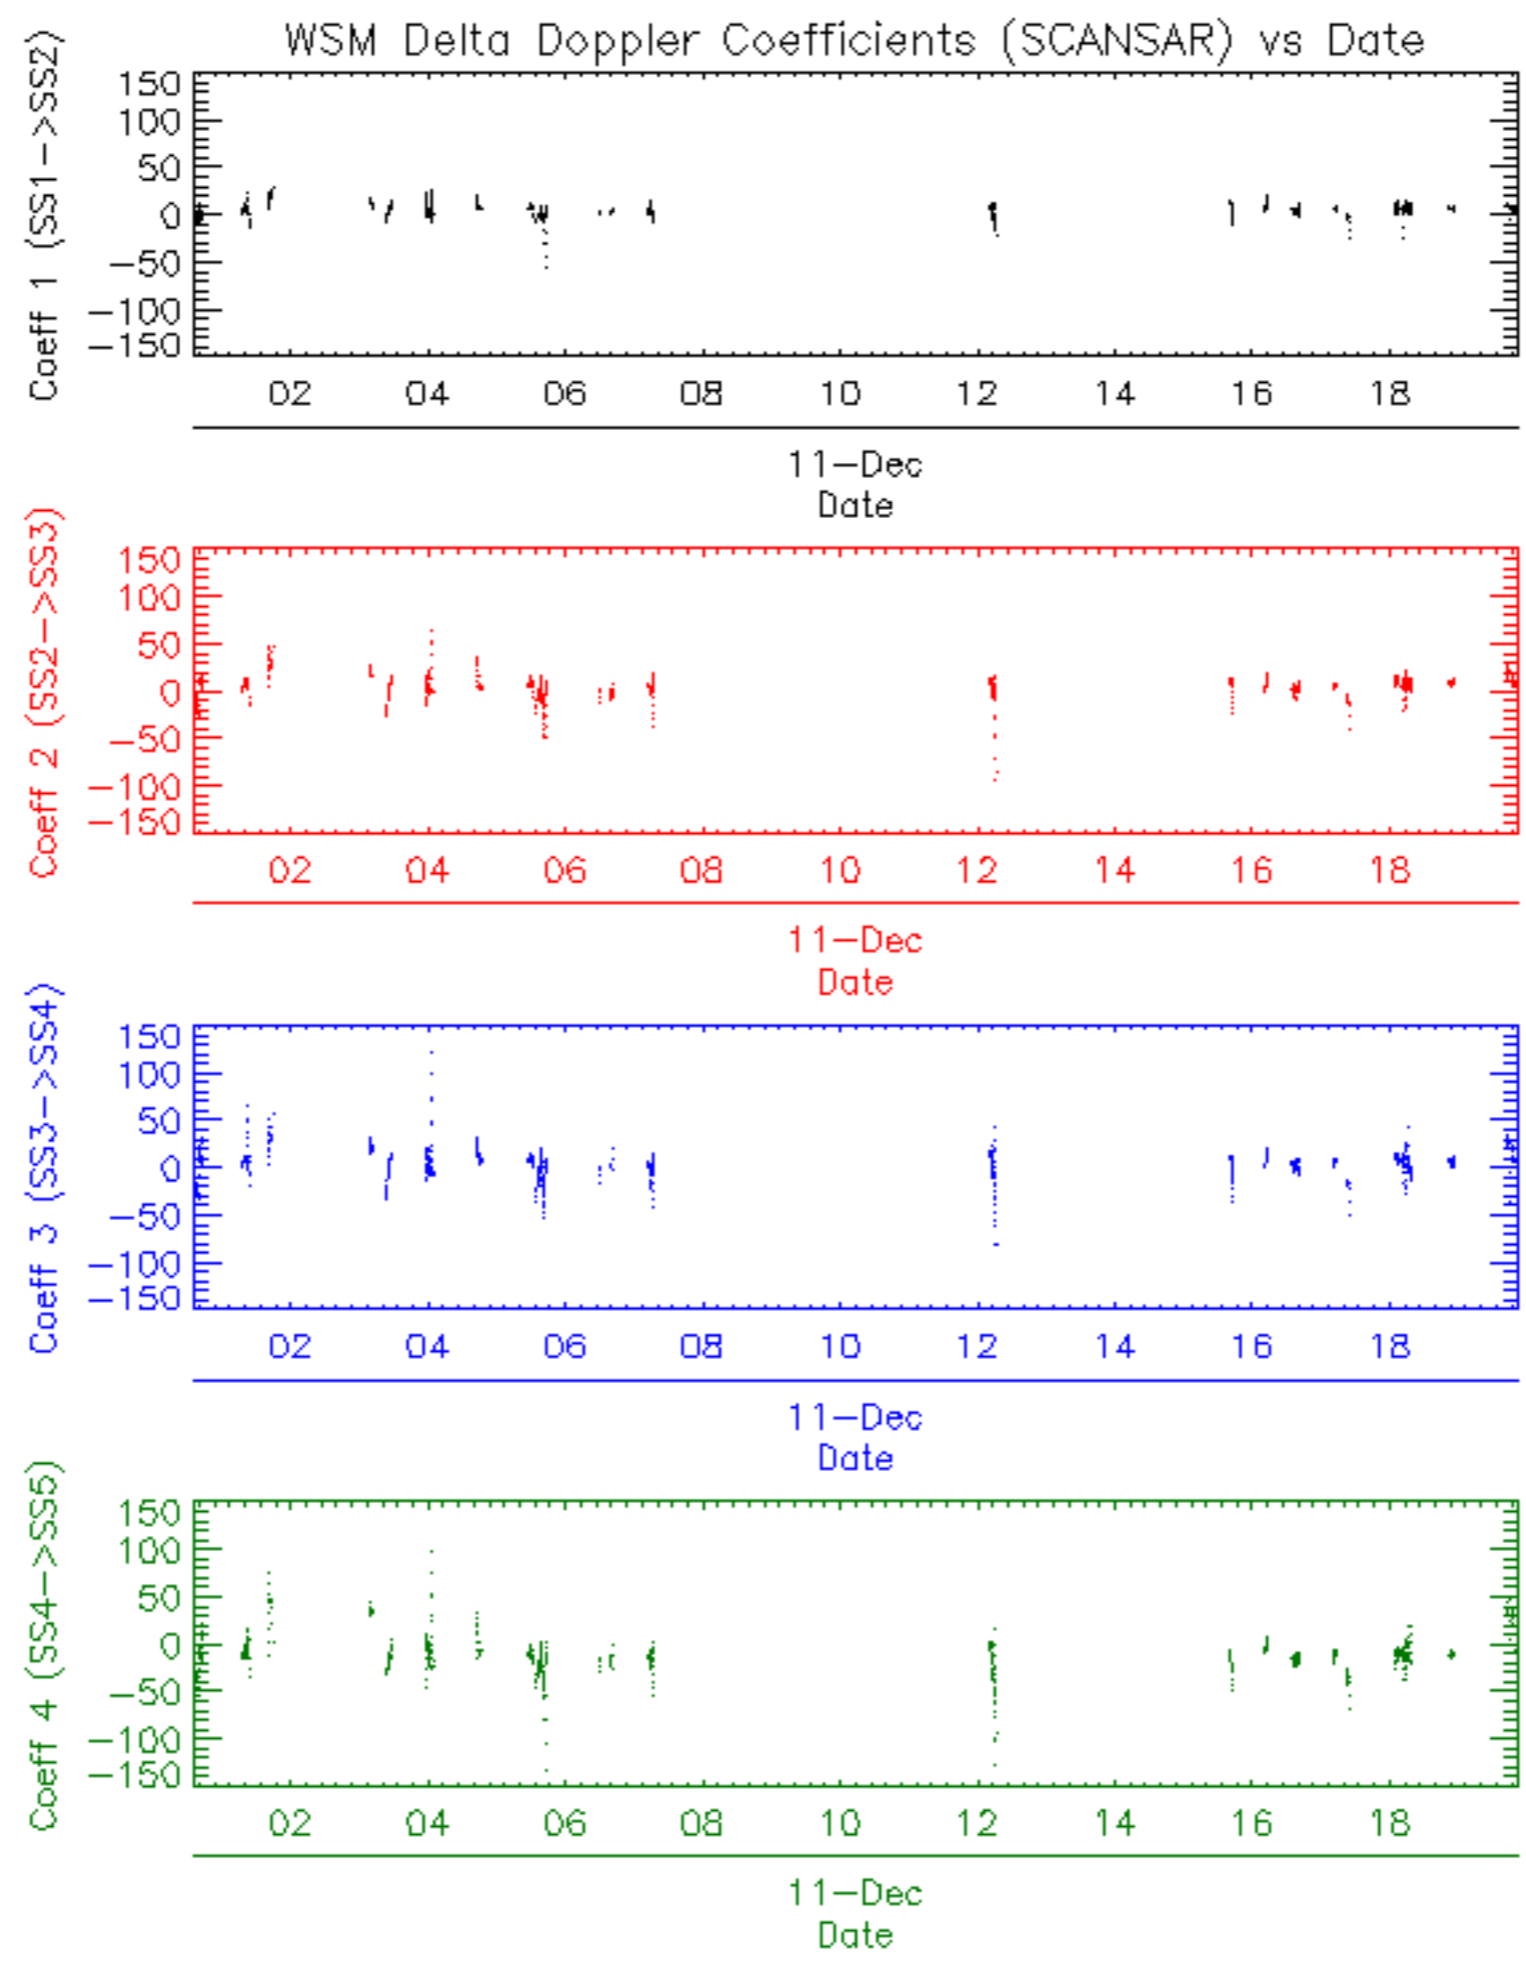 WSM Delta Doppler Coefficients (SCANSAR) vs Date
Coeff 1 (SS1->SS2)
150
100
50
0
-50
-100
-150
02 04 06 08 10 12 14 16 18
11-Dec
Date
Coeff 2 (SS2->SS3)
150
100
50
0
-50
-100
-150
02 04 06 08 10 12 14 16 18
11-Dec
Date
Coeff 3 (SS3->SS4)
150
100
50
0
-50
-100
-150
02 04 06 08 10 12 14 16 18
11-Dec
Date
Coeff 4 (SS4->SS5)
150
100
50
0
-50
-100
-150
02 04 06 08 10 12 14 16 18
11-Dec
Date